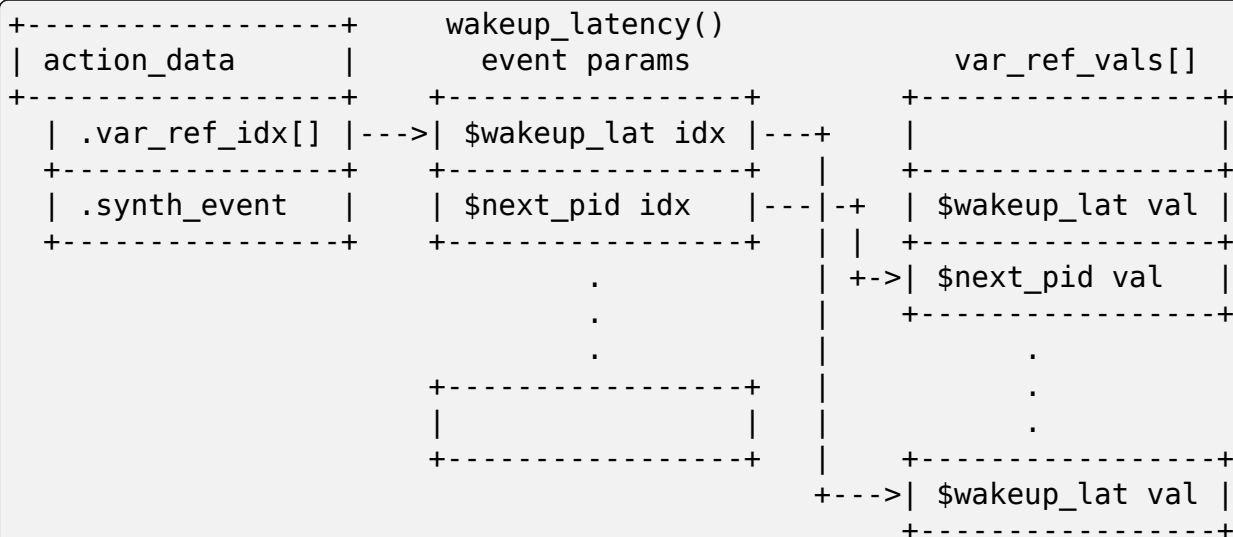 +------------------+     wakeup_latency()
| action_data      |       event params               var_ref_vals[]
+------------------+    +-----------------+        +-----------------+
  | .var_ref_idx[] |--->| $wakeup_lat idx |---+    |                 |
  +----------------+    +-----------------+   |    +-----------------+
  | .synth_event   |    | $next_pid idx   |---|-+  | $wakeup_lat val |
  +----------------+    +-----------------+   | |  +-----------------+
                                .             | +->| $next_pid val   |
                                .             |    +-----------------+
                                .             |           .
                        +-----------------+   |           .
                        |                 |   |           .
                        +-----------------+   |    +-----------------+
                                              +--->| $wakeup_lat val |
                                                   +-----------------+